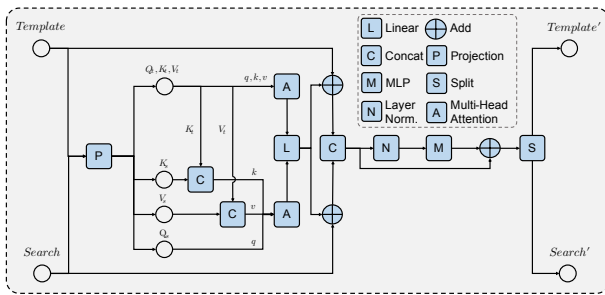 Template
Template′
L Linear
Add
C Concat
P Projection
M MLP
S Split
N Layer Norm.
A Multi-Head Attention
Qt, Kt, Vt
q, k, v
A
Kt
Vt
P
L
C
N
M
S
Ks
C
k
Vs
C
v
A
Qs
q
Search
Search′